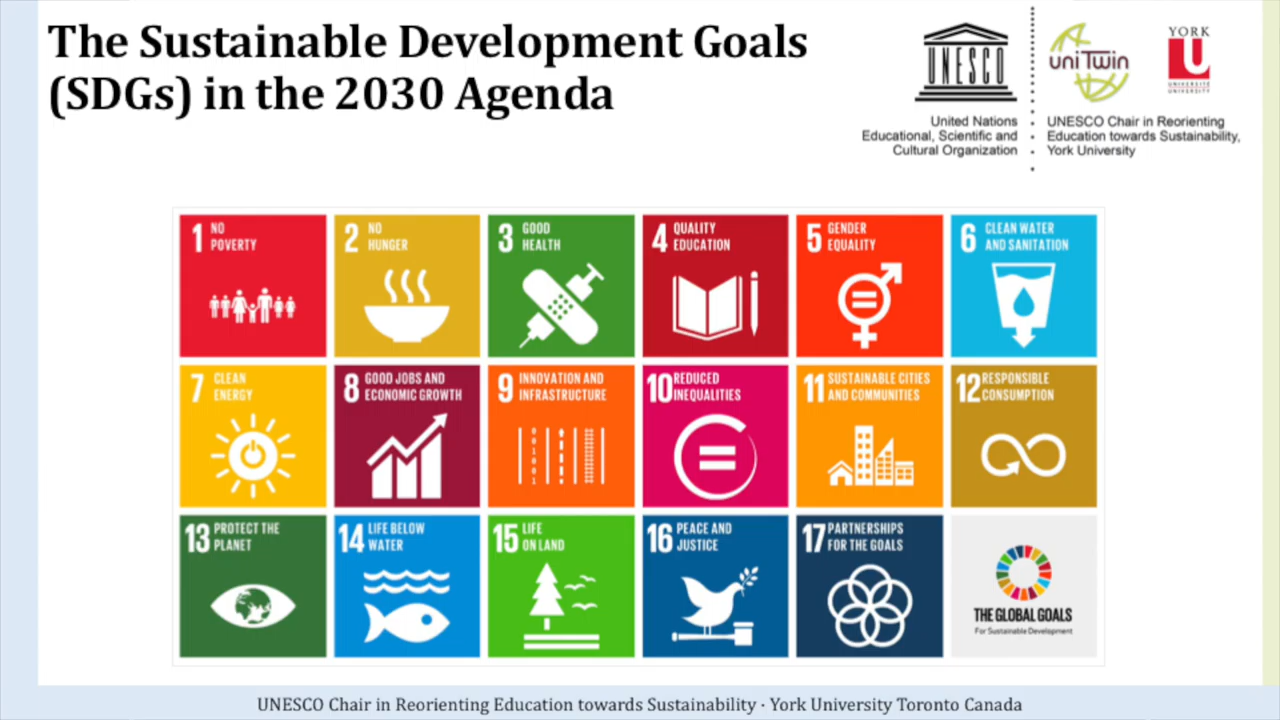 The Sustainable Development Goals
(SDGs) in the 2030 Agenda
UNESCO
United Nations
Educational, Scientific and
Cultural Organization
uniTwin
YORK
U
UNIVERSITÉ
UNIVERSITY
UNESCO Chair in Reorienting
Education towards Sustainability,
York University
1 NO
POVERTY
2 NO
HUNGER
3 GOOD
HEALTH
4 QUALITY
EDUCATION
5 GENDER
EQUALITY
6 CLEAN WATER
AND SANITATION
7 CLEAN
ENERGY
8 GOOD JOBS AND
ECONOMIC GROWTH
9 INNOVATION AND
INFRASTRUCTURE
10 REDUCED
INEQUALITIES
11 SUSTAINABLE CITIES
AND COMMUNITIES
12 RESPONSIBLE
CONSUMPTION
13 PROTECT THE
PLANET
14 LIFE BELOW
WATER
15 LIFE
ON LAND
16 PEACE AND
JUSTICE
17 PARTNERSHIPS
FOR THE GOALS
THE GLOBAL GOALS
For Sustainable Development
UNESCO Chair in Reorienting Education towards Sustainability · York University Toronto Canada